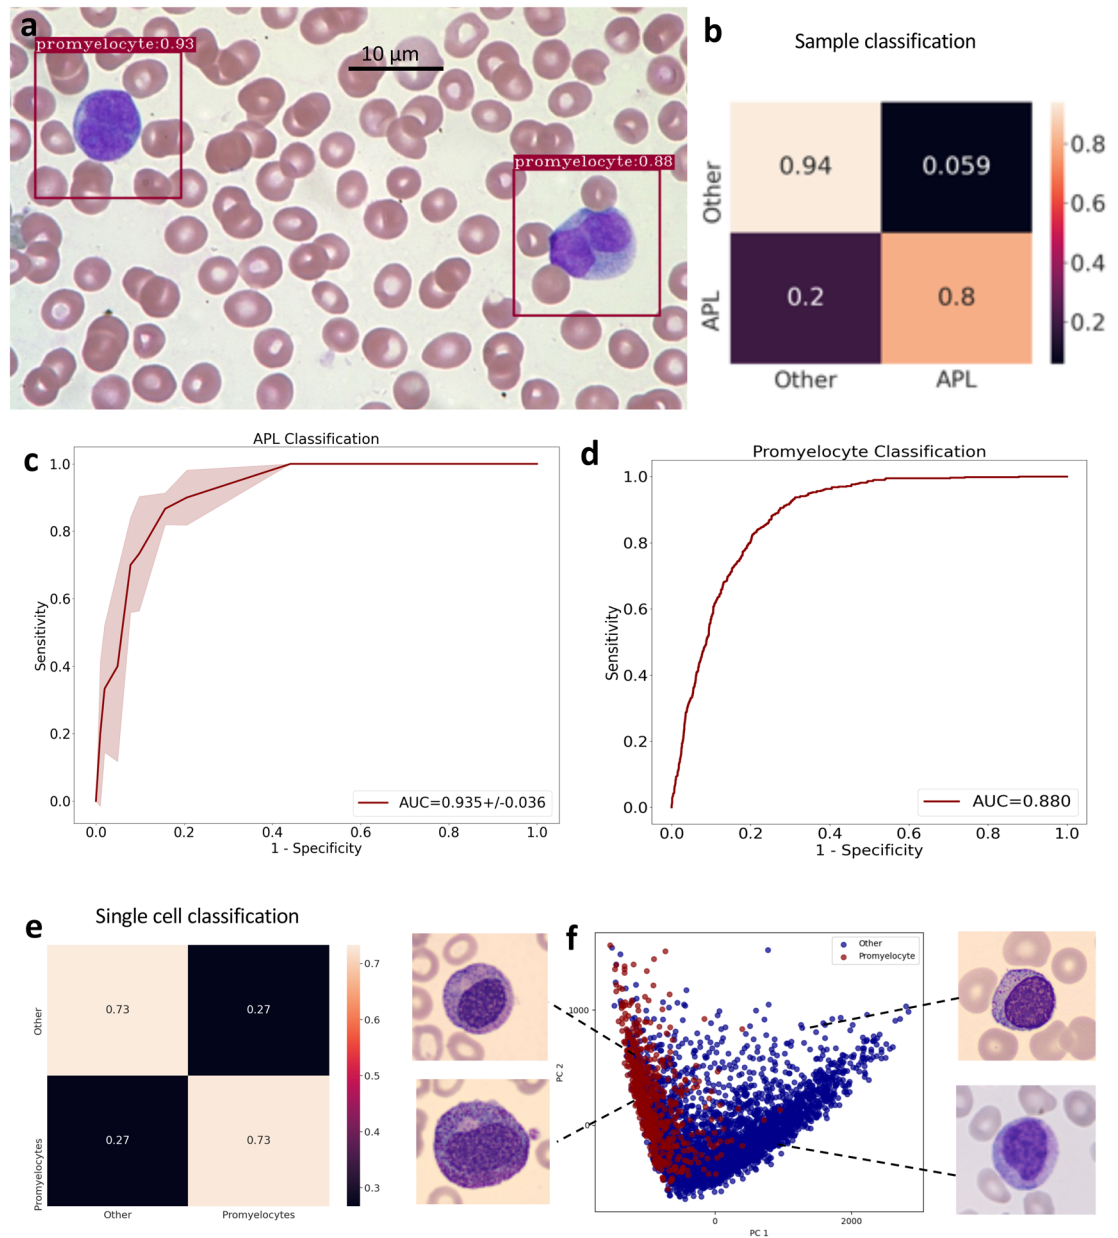 a
promyelocyte:0.93
10 µm
promyelocyte:0.88
b
Sample classification
Other
0.94
0.059
APL
0.2
0.8
Other
APL
0.8
0.6
0.4
0.2
c
APL Classification
1.0
0.8
0.6
0.4
0.2
0.0
Sensitivity
AUC=0.935+/-0.036
0.0
0.2
0.4
0.6
0.8
1.0
1 - Specificity
d
Promyelocyte Classification
1.0
0.8
0.6
0.4
0.2
0.0
Sensitivity
AUC=0.880
0.0
0.2
0.4
0.6
0.8
1.0
1 - Specificity
e
Single cell classification
Other
0.73
0.27
Promyelocytes
0.27
0.73
Other
Promyelocytes
0.7
0.6
0.5
0.4
0.3
f
Other
Promyelocyte
1000
0
PC 2
0
2000
PC 1